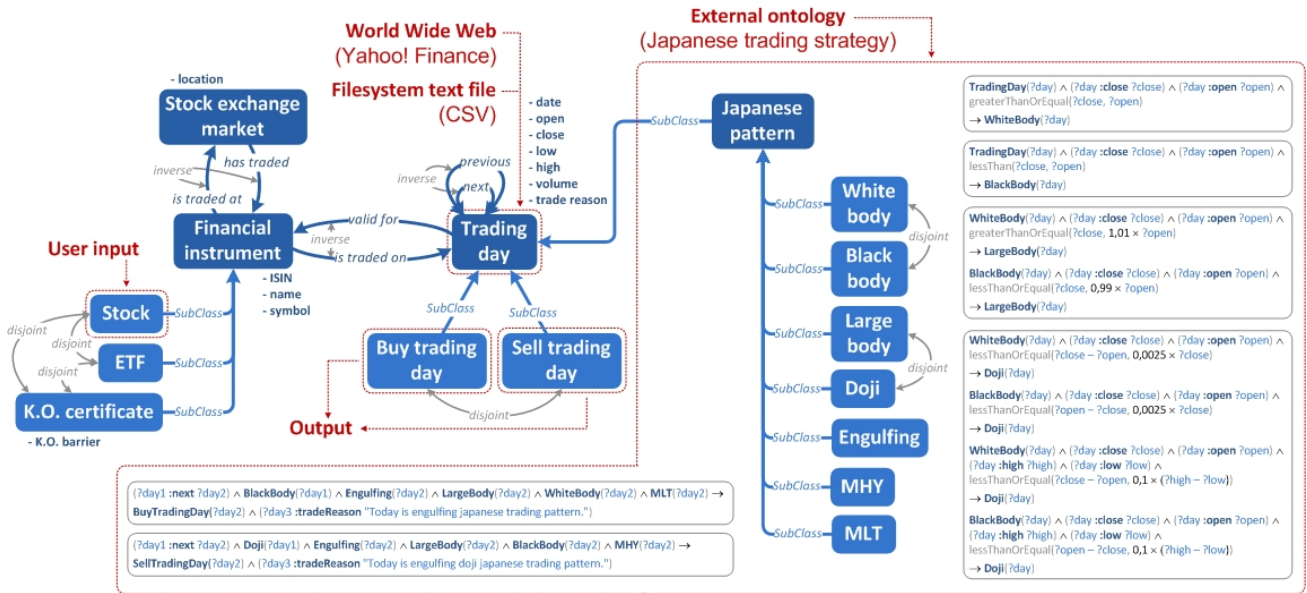 World Wide Web
(Yahoo! Finance)
Filesystem text file
(CSV)
External ontology
(Japanese trading strategy)
- location
Stock exchange
market
has traded
inverse
is traded at
Financial
instrument
- ISIN
- name
- symbol
User input
Stock
SubClass
disjoint
disjoint
ETF
SubClass
disjoint
K.O. certificate
SubClass
- K.O. barrier
- date
- open
- close
- low
- high
- volume
- trade reason
previous
inverse
next
valid for
inverse
is traded on
Trading
day
SubClass
SubClass
Buy trading
day
Sell trading
day
disjoint
Output
SubClass
Japanese
pattern
SubClass
White
body
disjoint
SubClass
Black
body
SubClass
Large
body
disjoint
SubClass
Doji
SubClass
Engulfing
SubClass
MHY
SubClass
MLT
TradingDay(?day) ∧ (?day :close ?close) ∧ (?day :open ?open) ∧
greaterThanOrEqual(?close, ?open)
→ WhiteBody(?day)
TradingDay(?day) ∧ (?day :close ?close) ∧ (?day :open ?open) ∧
lessThan(?close, ?open)
→ BlackBody(?day)
WhiteBody(?day) ∧ (?day :close ?close) ∧ (?day :open ?open) ∧
greaterThanOrEqual(?close, 1,01 × ?open)
→ LargeBody(?day)
BlackBody(?day) ∧ (?day :close ?close) ∧ (?day :open ?open) ∧
lessThanOrEqual(?close, 0,99 × ?open)
→ LargeBody(?day)
WhiteBody(?day) ∧ (?day :close ?close) ∧ (?day :open ?open) ∧
lessThanOrEqual(?close – ?open, 0,0025 × ?close)
→ Doji(?day)
BlackBody(?day) ∧ (?day :close ?close) ∧ (?day :open ?open) ∧
lessThanOrEqual(?open – ?close, 0,0025 × ?close)
→ Doji(?day)
WhiteBody(?day) ∧ (?day :close ?close) ∧ (?day :open ?open) ∧
(?day :high ?high) ∧ (?day :low ?low) ∧
lessThanOrEqual(?close – ?open, 0,1 × (?high – ?low))
→ Doji(?day)
BlackBody(?day) ∧ (?day :close ?close) ∧ (?day :open ?open) ∧
(?day :high ?high) ∧ (?day :low ?low) ∧
lessThanOrEqual(?open – ?close, 0,1 × (?high – ?low))
→ Doji(?day)
(?day1 :next ?day2) ∧ BlackBody(?day1) ∧ Engulfing(?day2) ∧ LargeBody(?day2) ∧ WhiteBody(?day2) ∧ MLT(?day2) →
BuyTradingDay(?day2) ∧ (?day3 :tradeReason "Today is engulfing japanese trading pattern.")
(?day1 :next ?day2) ∧ Doji(?day1) ∧ Engulfing(?day2) ∧ LargeBody(?day2) ∧ BlackBody(?day2) ∧ MHY(?day2) →
SellTradingDay(?day2) ∧ (?day3 :tradeReason "Today is engulfing doji japanese trading pattern.")